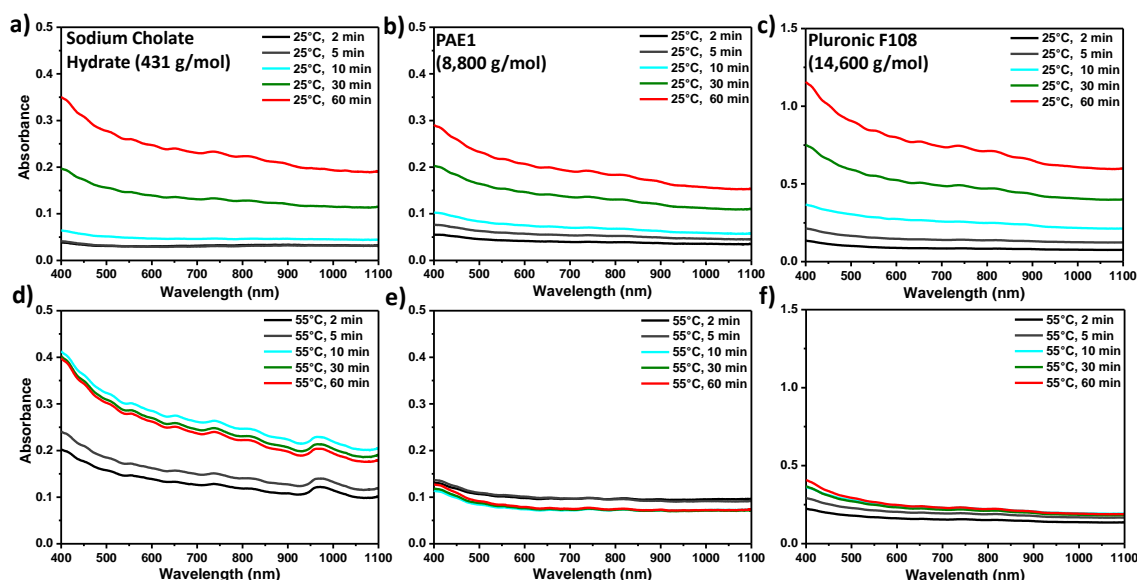 a)
Sodium Cholate
Hydrate (431 g/mol)
25°C, 2 min
25°C, 5 min
25°C, 10 min
25°C, 30 min
25°C, 60 min
Absorbance
0.5
0.4
0.3
0.2
0.1
0.0
400 500 600 700 800 900 1000 1100
Wavelength (nm)
b)
PAE1
(8,800 g/mol)
25°C, 2 min
25°C, 5 min
25°C, 10 min
25°C, 30 min
25°C, 60 min
0.5
0.4
0.3
0.2
0.1
0.0
400 500 600 700 800 900 1000 1100
Wavelength (nm)
c)
Pluronic F108
(14,600 g/mol)
25°C, 2 min
25°C, 5 min
25°C, 10 min
25°C, 30 min
25°C, 60 min
1.5
1.0
0.5
0.0
400 500 600 700 800 900 1000 1100
Wavelength (nm)
d)
55°C, 2 min
55°C, 5 min
55°C, 10 min
55°C, 30 min
55°C, 60 min
Absorbance
0.5
0.4
0.3
0.2
0.1
0.0
400 500 600 700 800 900 1000 1100
Wavelength (nm)
e)
55°C, 2 min
55°C, 5 min
55°C, 10 min
55°C, 30 min
55°C, 60 min
0.5
0.4
0.3
0.2
0.1
0.0
400 500 600 700 800 900 1000 1100
Wavelength (nm)
f)
55°C, 2 min
55°C, 5 min
55°C, 10 min
55°C, 30 min
55°C, 60 min
1.5
1.0
0.5
0.0
400 500 600 700 800 900 1000 1100
Wavelength (nm)